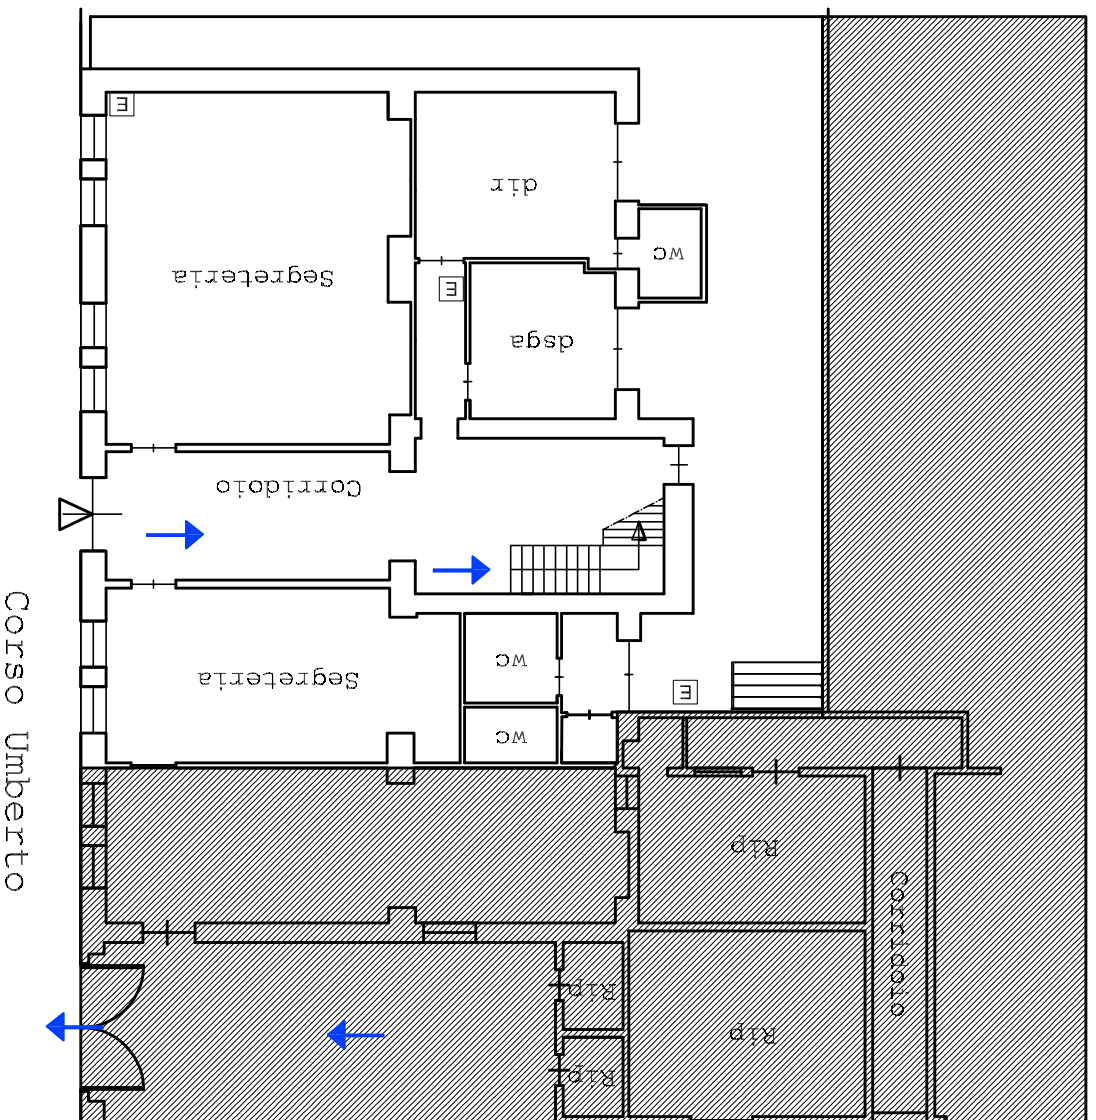 E
dir
wc
Segreteria
E
dsga
Corridoio
Corso Umberto
Segreteria
wc
E
wc
Rip
Corridoio
Rip
Rip
Rip